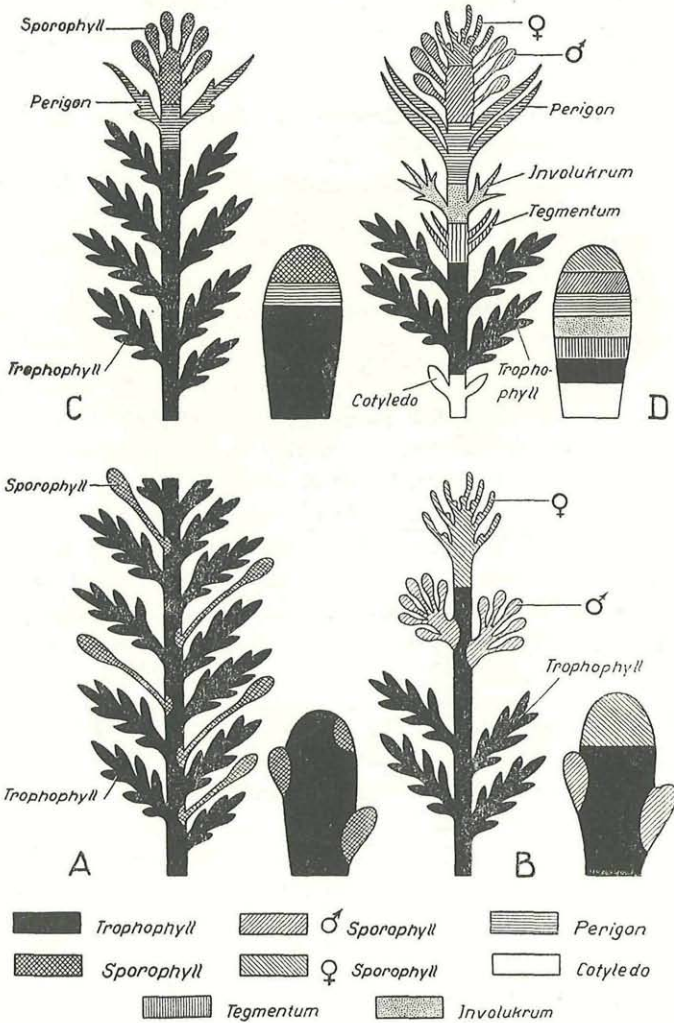 Sporophyll
Perigon
Trophophyll
C
♀
♂
Perigon
Involukrum
Tegmentum
Tropho-
phyll
Cotyledo
D
Sporophyll
Trophophyll
A
♀
♂
Trophophyll
B
Trophophyll
♂ Sporophyll
Perigon
Sporophyll
♀ Sporophyll
Cotyledo
Tegmentum
Involukrum